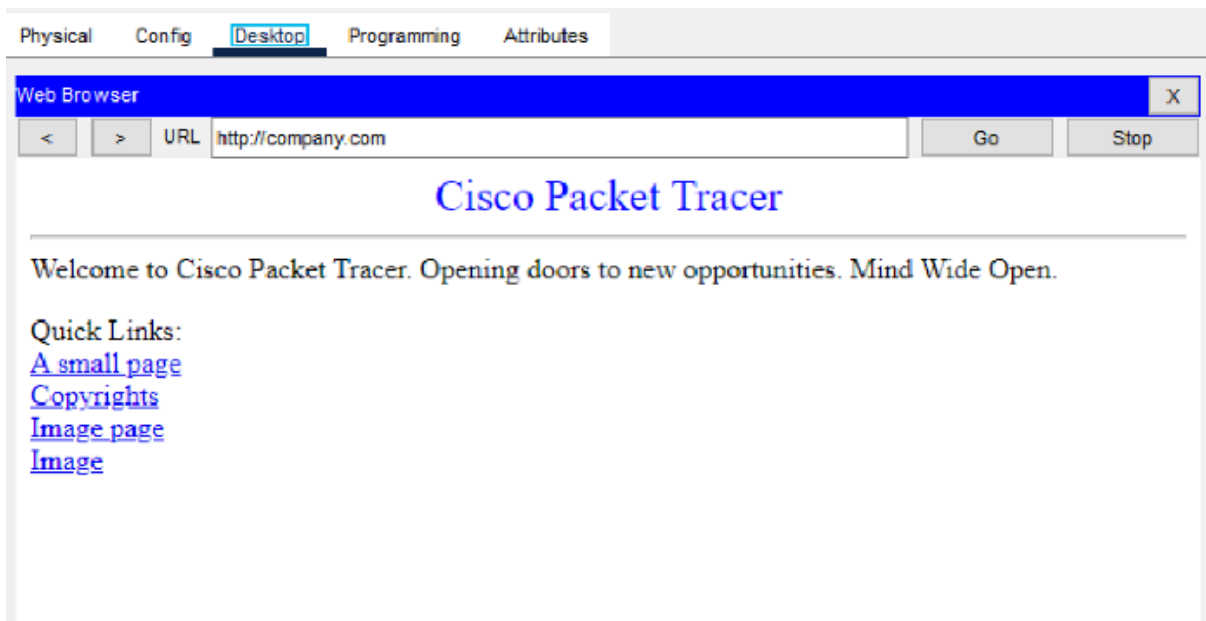 Physical Config Desktop Programming Attributes
Web Browser X
< > URL http://company.com Go Stop
Cisco Packet Tracer
Welcome to Cisco Packet Tracer. Opening doors to new opportunities. Mind Wide Open.
Quick Links:
A small page
Copyrights
Image page
Image